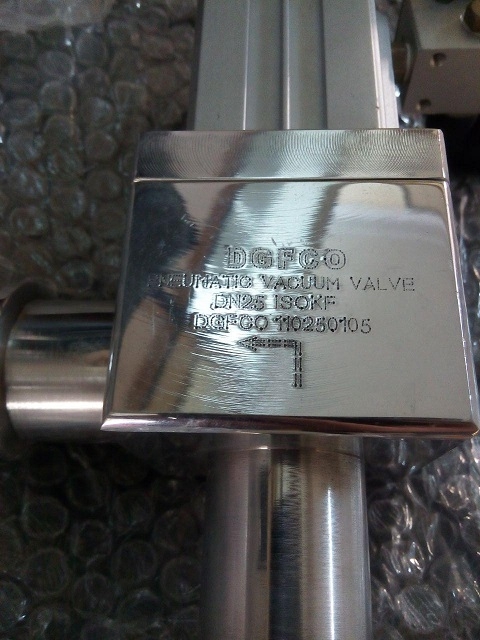 DGFCO
PNEUMATIC VACUUM VALVE
DN25 ISOKF
DGFCO 110250105